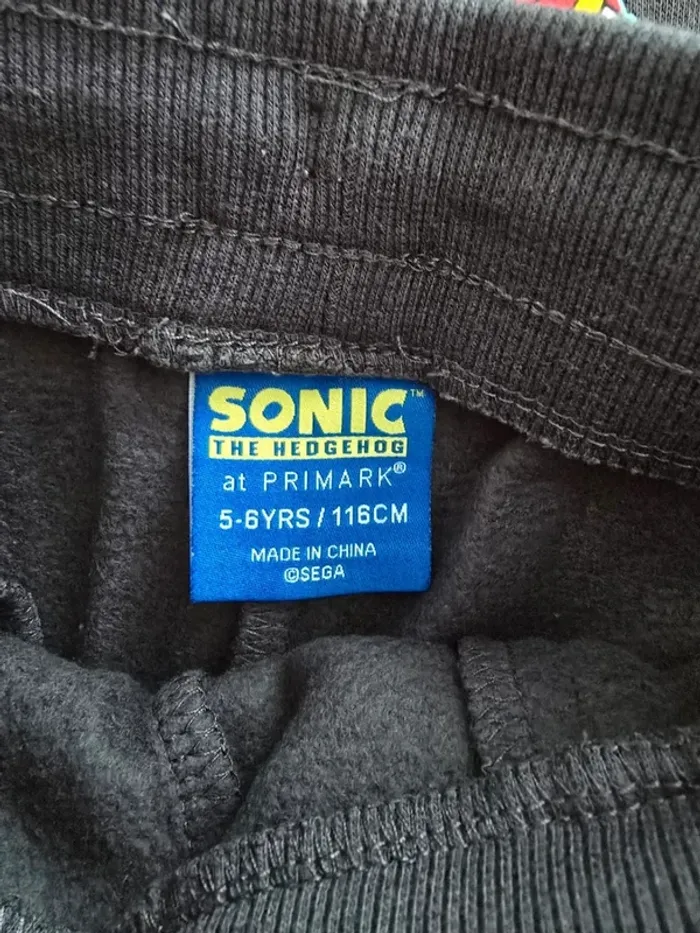 SONIC™
THE HEDGEHOG
at PRIMARK®
5-6YRS / 116CM
MADE IN CHINA
©SEGA